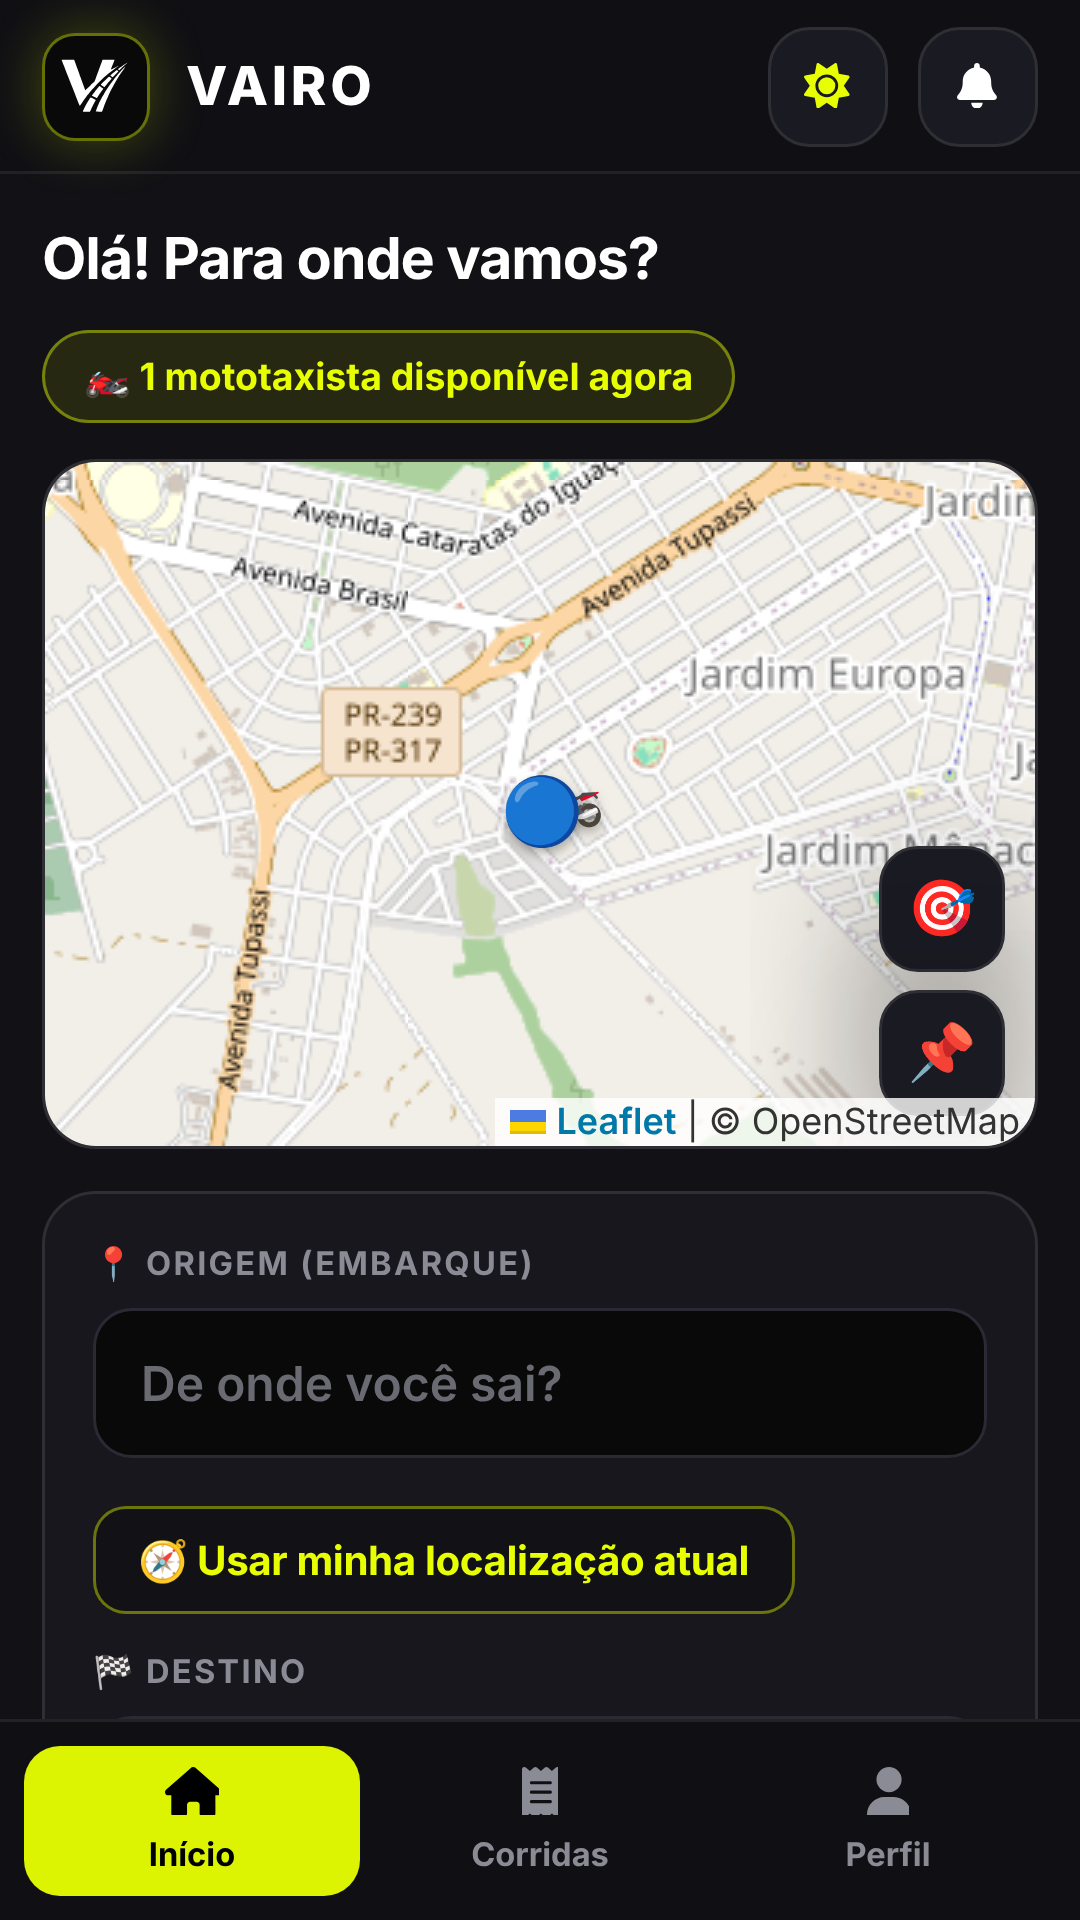 VAIRO
Olá! Para onde vamos?
1 mototaxista disponível agora
Avenida Cataratas do Iguaçu
Avenida Brasil
Avenida Tupassi
Jardim
Jardim Europa
PR-239
PR-317
Avenida Tupassi
Leaflet | © OpenStreetMap
ORIGEM (EMBARQUE)
De onde você sai?
Usar minha localização atual
DESTINO
Início
Corridas
Perfil